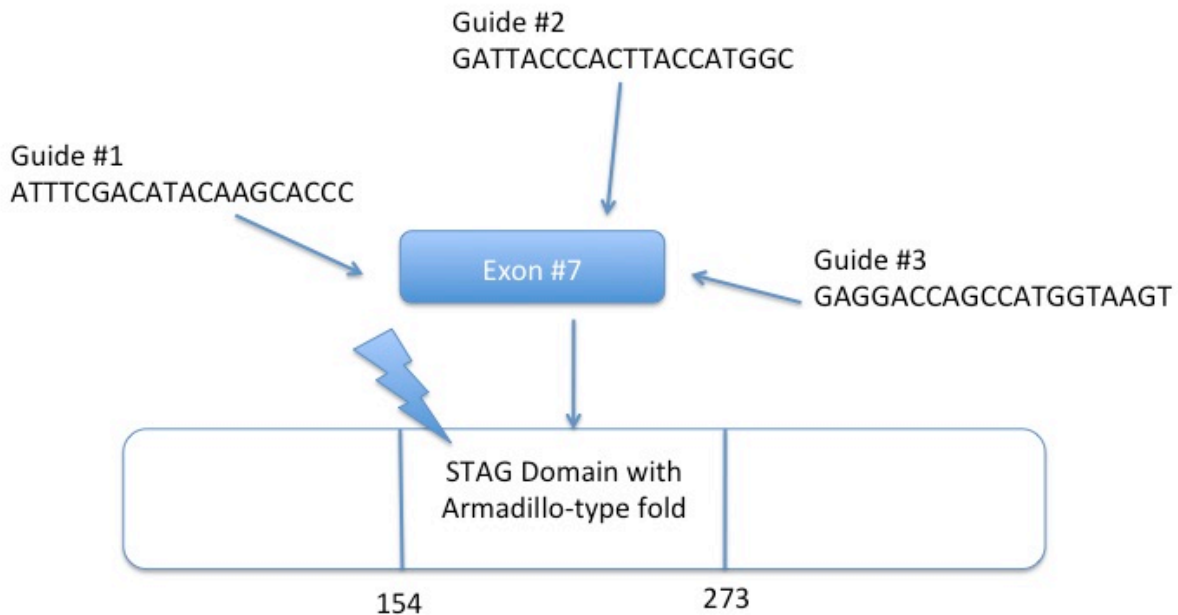 Guide #2
GATTACCCACTTACCATGGC
Guide #1
ATTTCGACATACAAGCACCC
Exon #7
Guide #3
GAGGACCAGCCATGGTAAGT
STAG Domain with
Armadillo-type fold
154
273